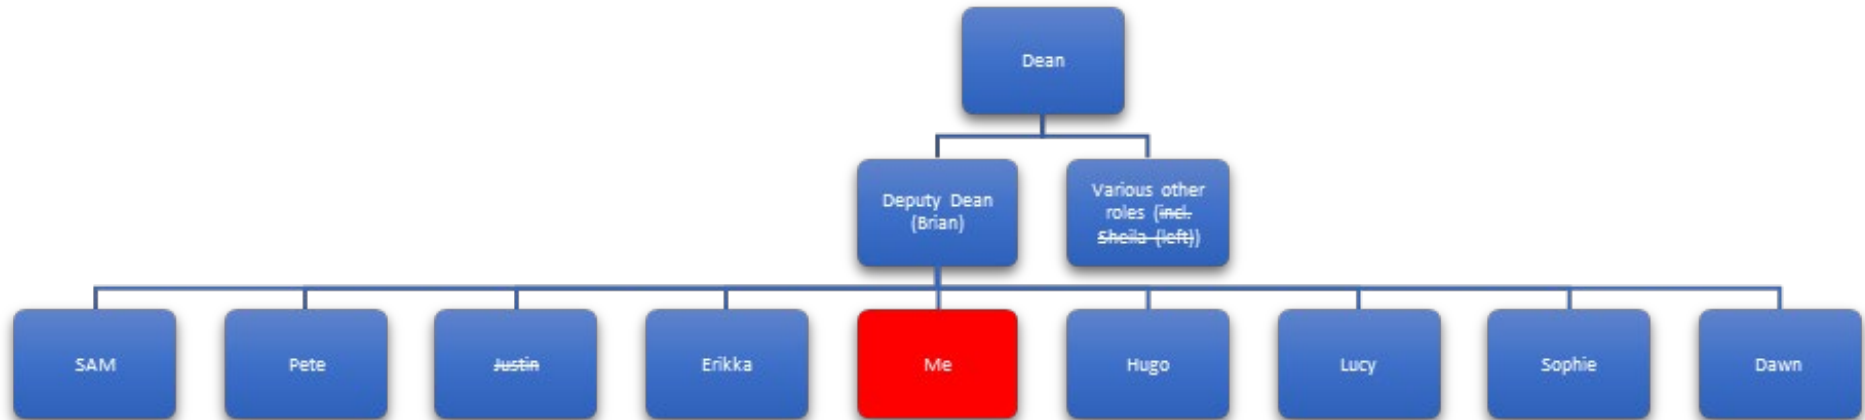 Dean
Deputy Dean
(Brian)
Various other
roles (incl.
Sheila (left))
SAM
Pete
Justin
Erikka
Me
Hugo
Lucy
Sophie
Dawn